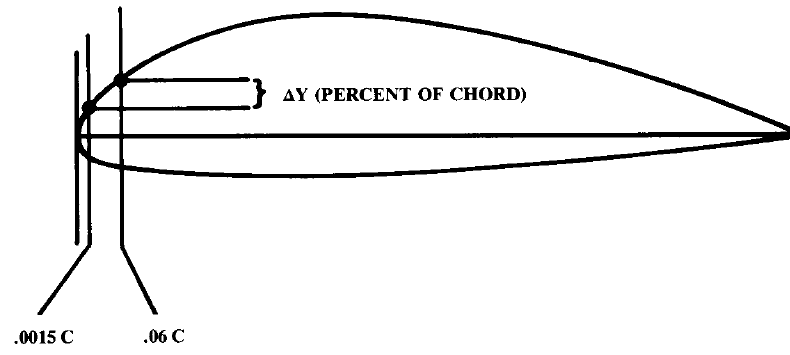 ΔY (PERCENT OF CHORD)
.0015 C
.06 C